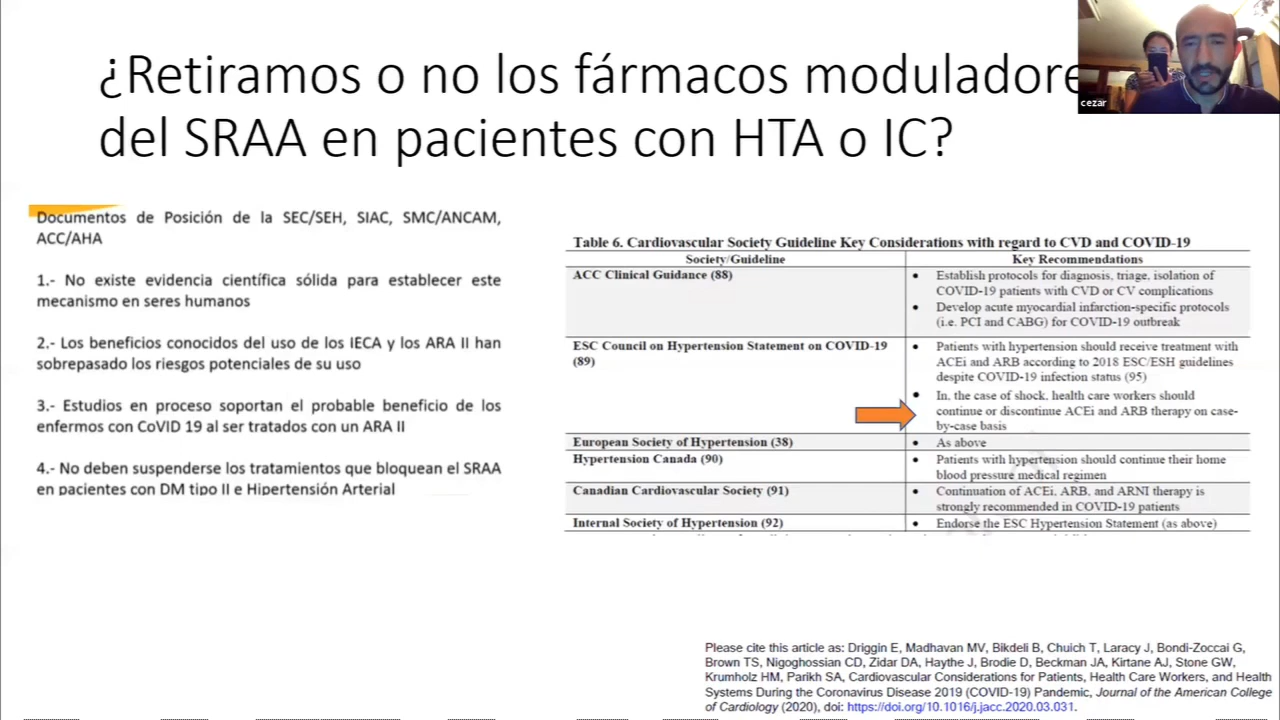 ¿Retiramos o no los fármacos moduladore
del SRAA en pacientes con HTA o IC?
cezar
Documentos de Posición de la SEC/SEH, SIAC, SMC/ANCAM,
ACC/AHA
1.- No existe evidencia científica sólida para establecer este
mecanismo en seres humanos
2.- Los beneficios conocidos del uso de los IECA y los ARA II han
sobrepasado los riesgos potenciales de su uso
3.- Estudios en proceso soportan el probable beneficio de los
enfermos con CoViD 19 al ser tratados con un ARA II
4.- No deben suspenderse los tratamientos que bloquean el SRAA
en pacientes con DM tipo II e Hipertensión Arterial
Table 6. Cardiovascular Society Guideline Key Considerations with regard to CVD and COVID-19
Society/Guideline Key Recommendations
ACC Clinical Guidance (88)
• Establish protocols for diagnosis, triage, isolation of
COVID-19 patients with CVD or CV complications
• Develop acute myocardial infarction-specific protocols
(i.e. PCI and CABG) for COVID-19 outbreak
ESC Council on Hypertension Statement on COVID-19
(89)
• Patients with hypertension should receive treatment with
ACEi and ARB according to 2018 ESC/ESH guidelines
despite COVID-19 infection status (95)
• In, the case of shock, health care workers should
continue or discontinue ACEi and ARB therapy on case-
by-case basis
European Society of Hypertension (38)
• As above
Hypertension Canada (90)
• Patients with hypertension should continue their home
blood pressure medical regimen
Canadian Cardiovascular Society (91)
• Continuation of ACEi, ARB, and ARNI therapy is
strongly recommended in COVID-19 patients
Internal Society of Hypertension (92)
• Endorse the ESC Hypertension Statement (as above)
Please cite this article as: Driggin E, Madhavan MV, Bikdeli B, Chuich T, Laracy J, Bondi-Zoccai G,
Brown TS, Nigoghossian CD, Zidar DA, Haythe J, Brodie D, Beckman JA, Kirtane AJ, Stone GW,
Krumholz HM, Parikh SA, Cardiovascular Considerations for Patients, Health Care Workers, and Health
Systems During the Coronavirus Disease 2019 (COVID-19) Pandemic, Journal of the American College
of Cardiology (2020), doi: https://doi.org/10.1016/j.jacc.2020.03.031.